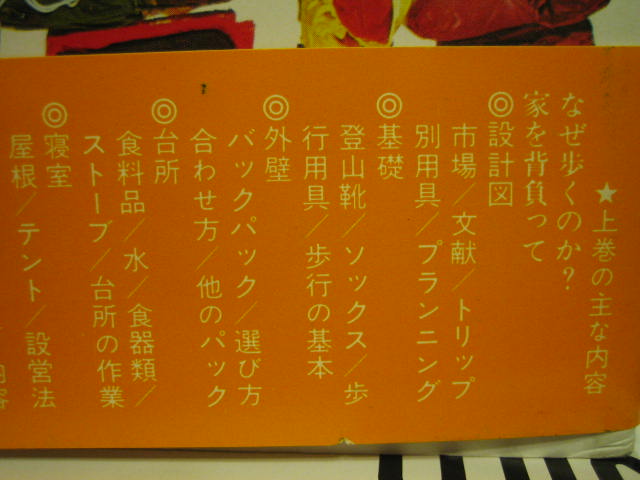 ★上巻の主な内容
なぜ歩くのか?
家を背負って
◎設計図
市場/文献/トリップ
別用具/プランニング
◎基礎
登山靴/ソックス/歩
行用具/歩行の基本
◎外壁
バックパック/選び方
合わせ方/他のパック
◎台所
食料品/水/食器類/
ストーブ/台所の作業
◎寝室
屋根/テント/設営法
内容